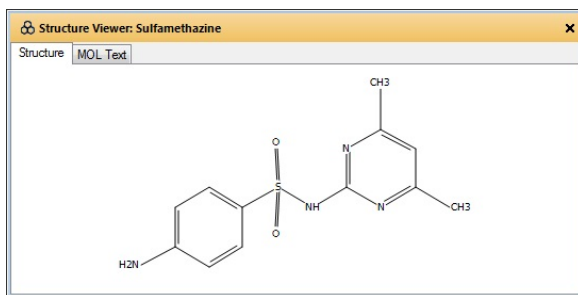 Structure Viewer: Sulfamethazine
Structure MOL Text
CH3
O
N
S
NH
N
CH3
O
H2N